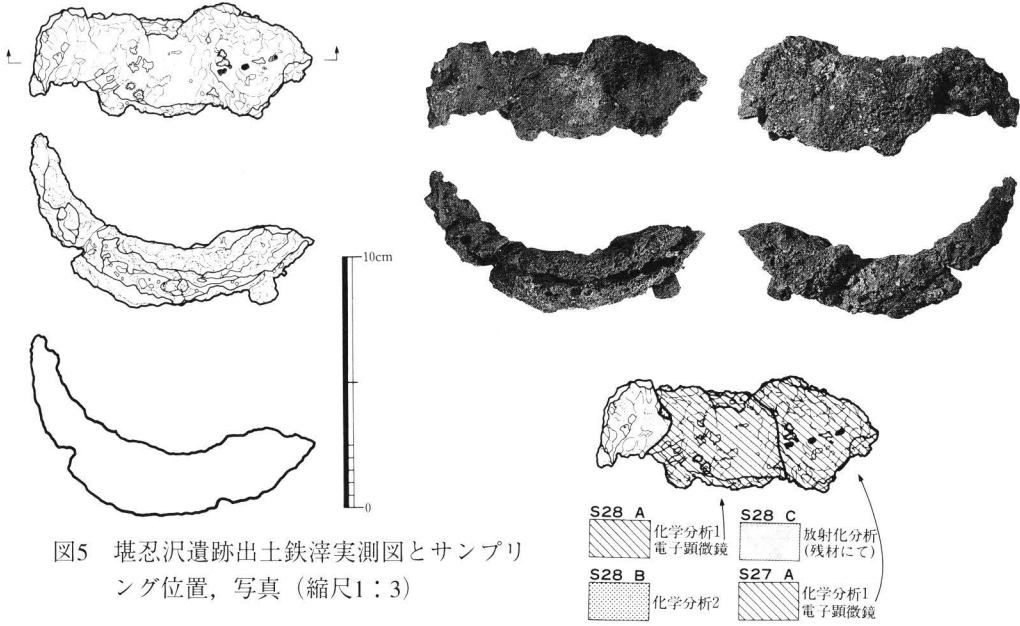 10cm
0
S28 A
化学分析1
電子顕微鏡
S28 C
放射化分析
(残材にて)
S28 B
化学分析2
S27 A
化学分析1
電子顕微鏡
図5 堪忍沢遺跡出土鉄滓実測図とサンプリ
ング位置,写真(縮尺1:3)